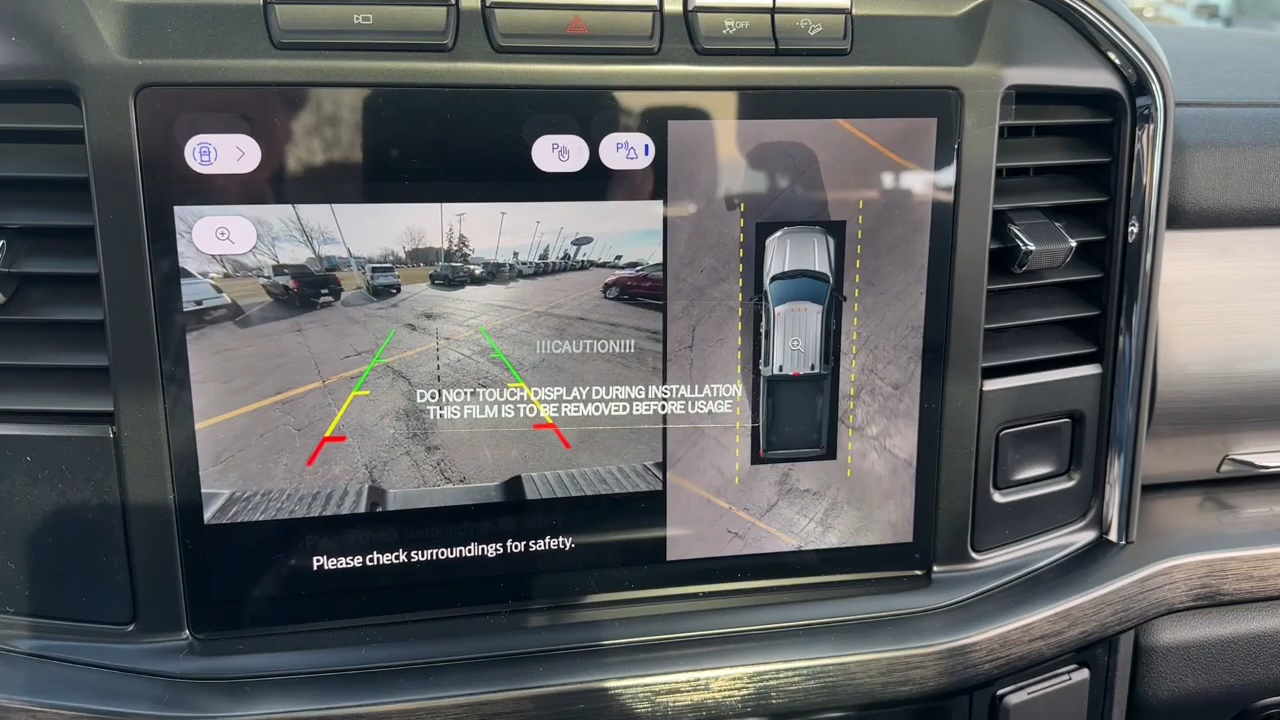 OFF
P
P
!!!CAUTION!!!
DO NOT TOUCH DISPLAY DURING INSTALLATION
THIS FILM IS TO BE REMOVED BEFORE USAGE
Please check surroundings for safety.